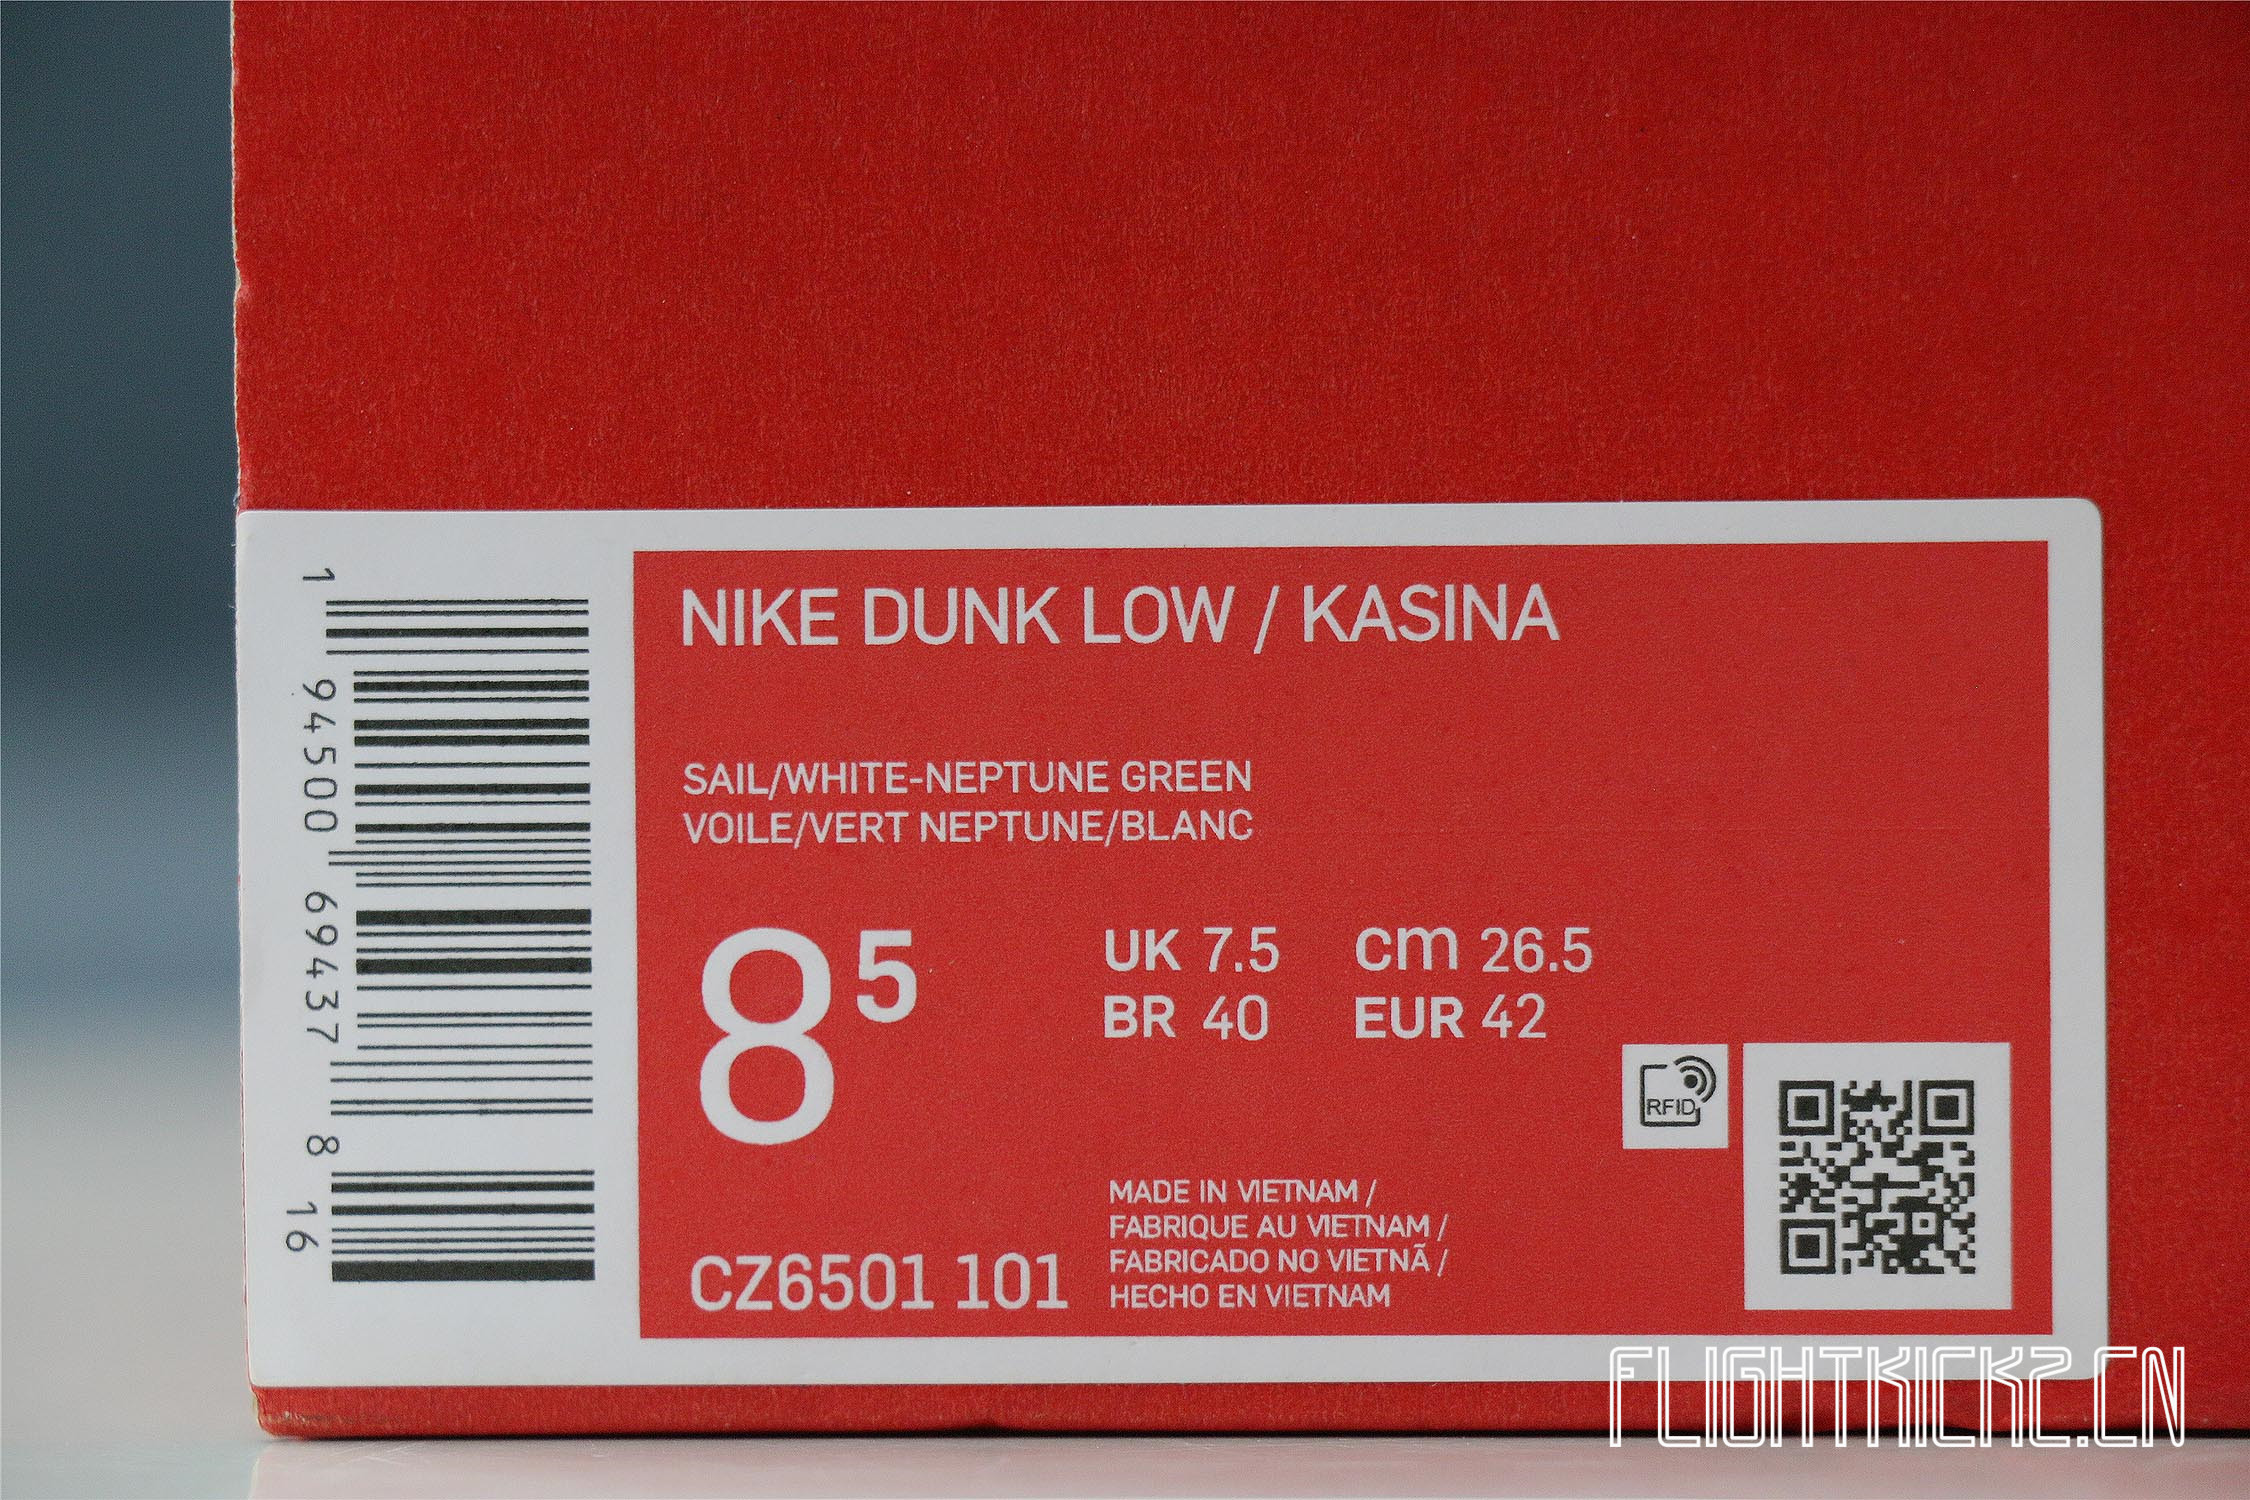 NIKE DUNK LOW / KASINA
SAIL/WHITE-NEPTUNE GREEN
VOILE/VERT NEPTUNE/BLANC
8 5
UK 7.5 cm 26.5
BR 40 EUR 42
RFID
MADE IN VIETNAM /
FABRIQUE AU VIETNAM /
FABRICADO NO VIETNÃ /
HECHO EN VIETNAM
CZ6501 101
1 94500 69437 8
16
FLIGHTKICKZ.CN